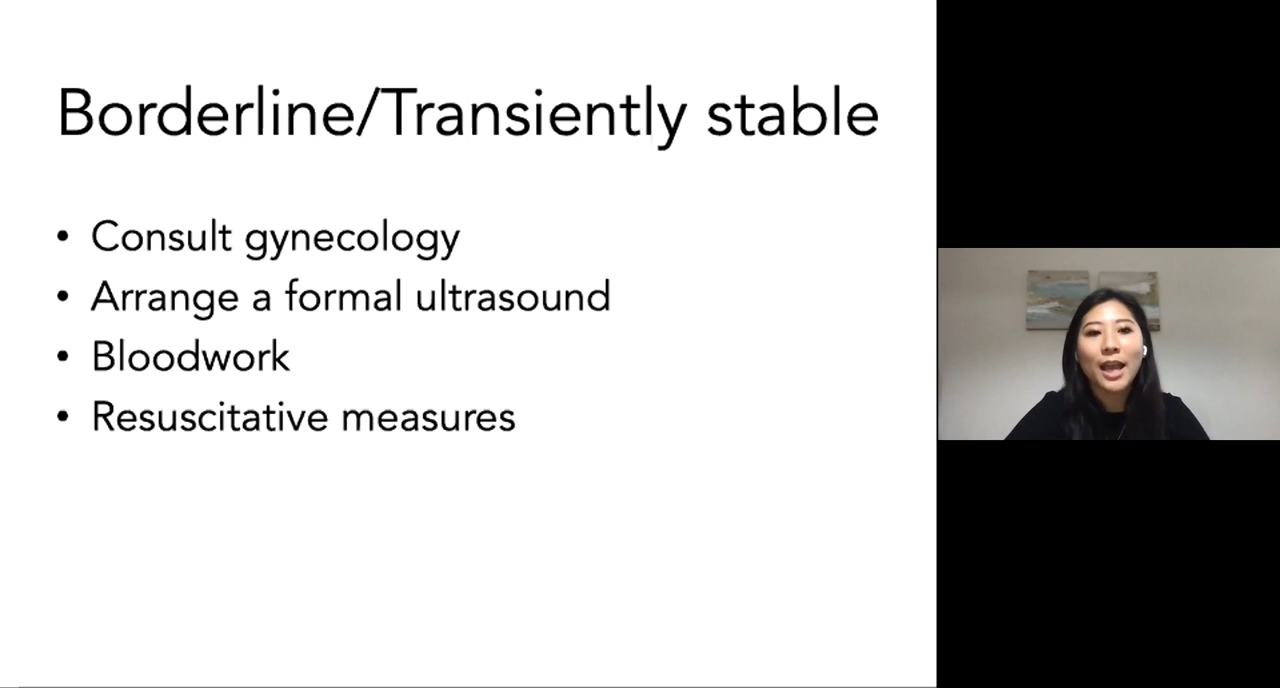 Borderline/Transiently stable
• Consult gynecology
• Arrange a formal ultrasound
• Bloodwork
• Resuscitative measures